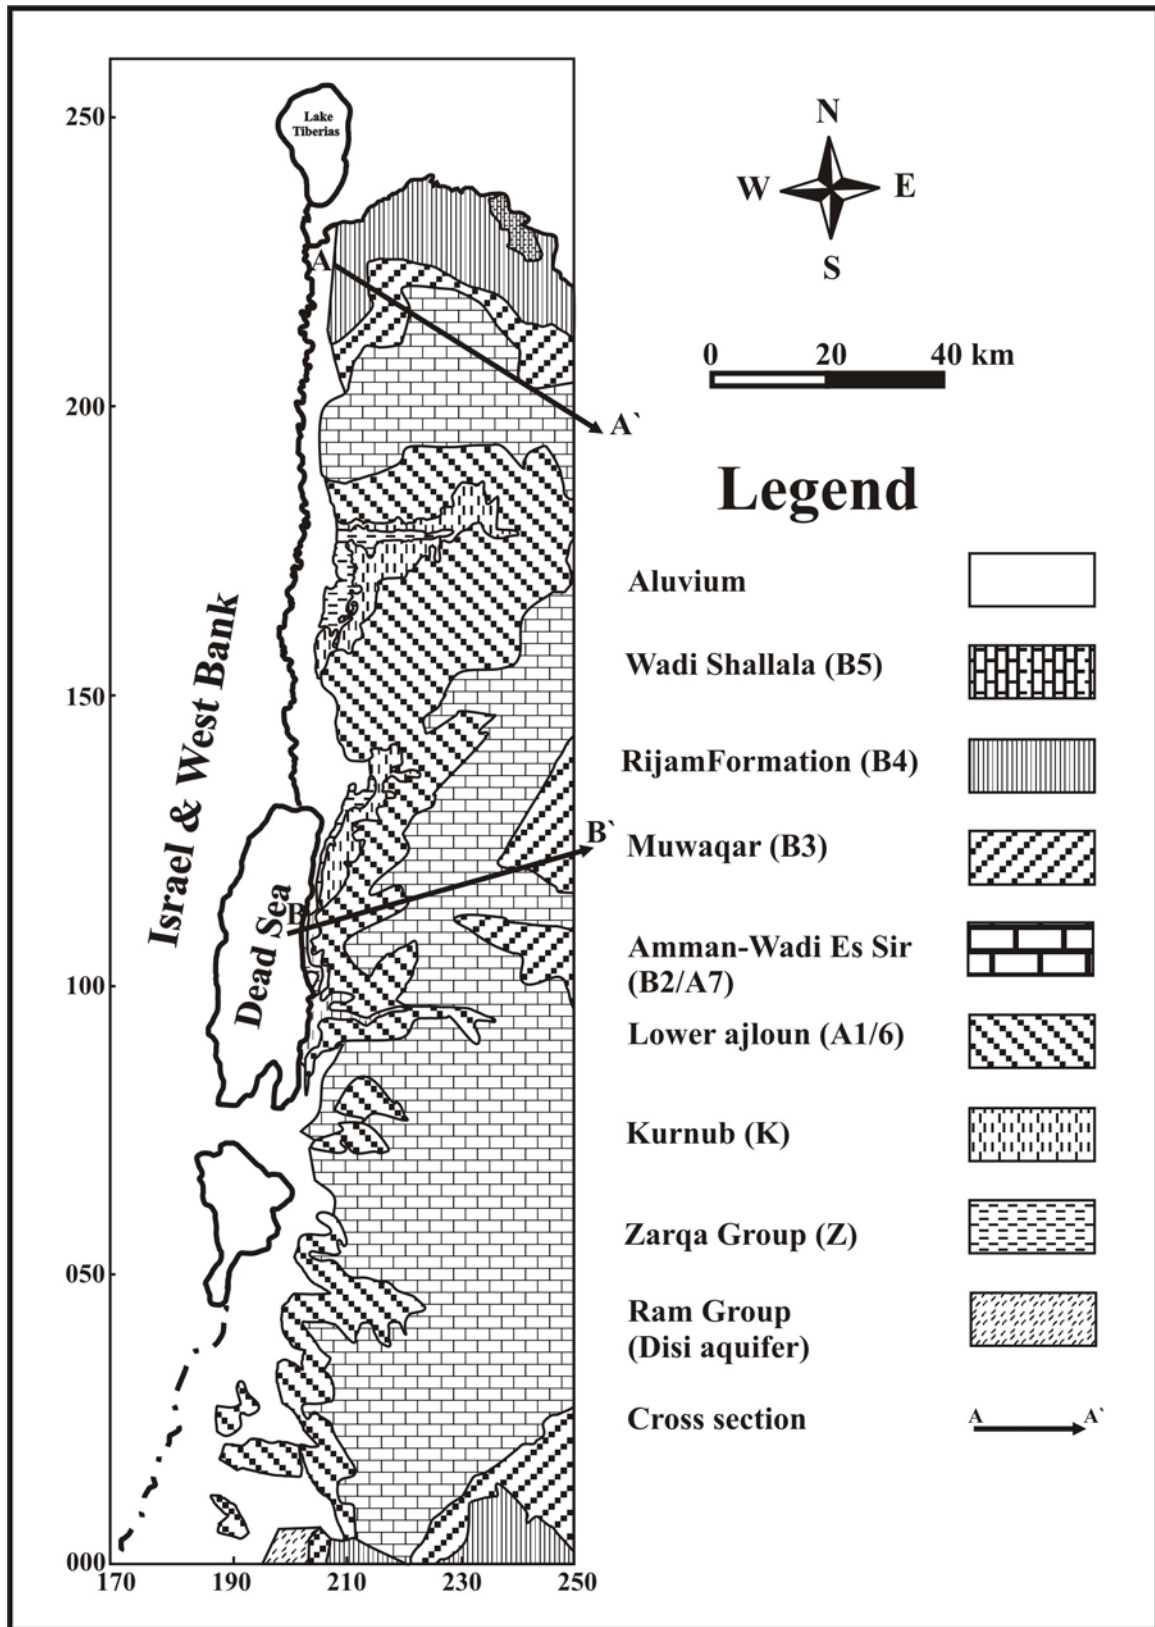 250
200
150
100
050
000
170
190
210
230
250
Lake
Tiberias
A
A`
Israel & West Bank
Dead Sea
B
B`
N
W
E
S
0
20
40 km
Legend
Aluvium
Wadi Shallala (B5)
RijamFormation (B4)
Muwaqar (B3)
Amman-Wadi Es Sir
(B2/A7)
Lower ajloun (A1/6)
Kurnub (K)
Zarqa Group (Z)
Ram Group
(Disi aquifer)
Cross section
A
A`